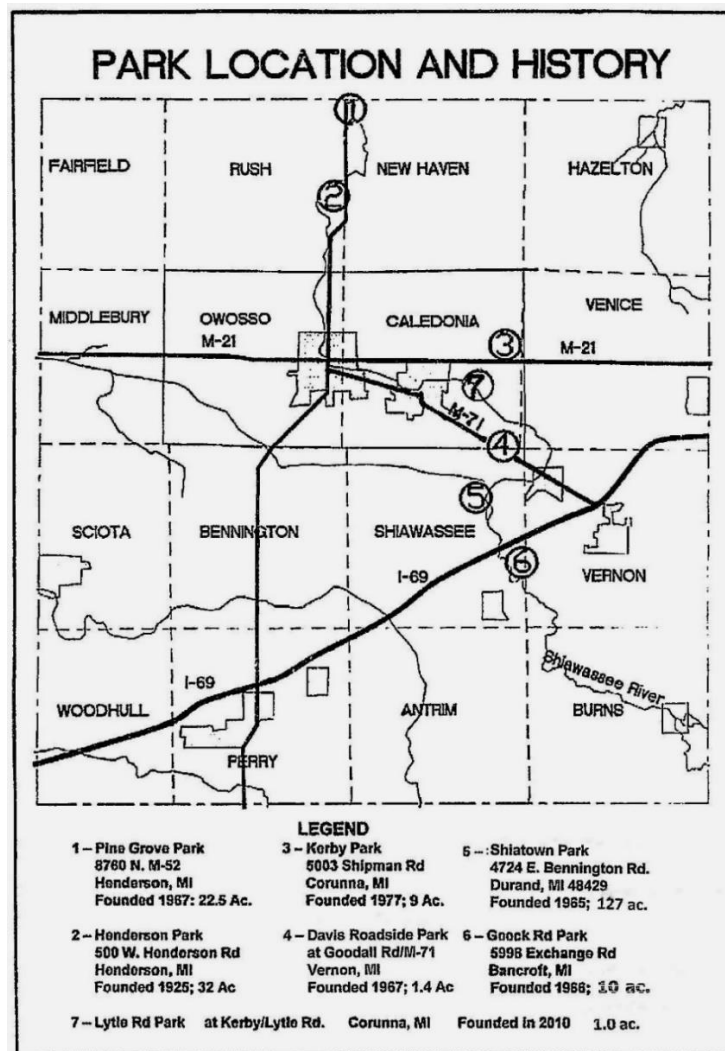 PARK LOCATION AND HISTORY
1
FAIRFIELD
RUSH
NEW HAVEN
HAZELTON
2
MIDDLEBURY
OWOSSO
CALEDONIA
VENICE
M-21
3
M-21
7
M-71
4
5
SCIOTA
BENNINGTON
SHIAWASSEE
6
VERNON
I-69
Shiawassee River
I-69
WOODHULL
ANTRIM
BURNS
PERRY
LEGEND
1 – Pine Grove Park
8760 N. M-52
Henderson, MI
Founded 1967: 22.5 Ac.
2 – Henderson Park
500 W. Henderson Rd
Henderson, MI
Founded 1925; 32 Ac
3 – Kerby Park
5003 Shipman Rd
Corunna, MI
Founded 1977; 9 Ac.
4 – Davis Roadside Park
at Goodall Rd/M-71
Vernon, MI
Founded 1967; 1.4 Ac
5 –:Shiatown Park
4724 E. Bennington Rd.
Durand, MI 48429
Founded 1965; 127 ac.
6 – Geeck Rd Park
5998 Exchange Rd
Bancroft, MI
Founded 1966; 10 ac.
7 – Lytle Rd Park at Kerby/Lytle Rd. Corunna, MI Founded in 2010 1.0 ac.